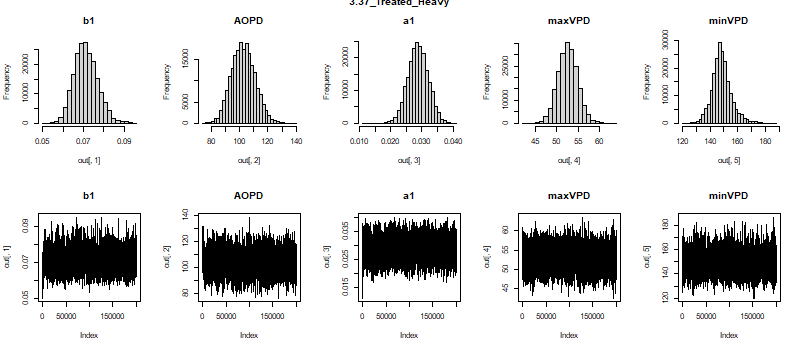 3.37_Treated_Heavy
b1 AOPD a1 maxVPD minVPD
Frequency Frequency Frequency Frequency Frequency
0 10000 5000 15000 0 10000 20000 0 10000 0 10000 20000 30000
0.05 0.07 0.09 80 100 120 140 0.010 0.020 0.030 0.040 45 50 55 60 120 140 160 180
out[, 1] out[, 2] out[, 3] out[, 4] out[, 5]
b1 AOPD a1 maxVPD minVPD
out[, 1] out[, 2] out[, 3] out[, 4] out[, 5]
0.05 0.07 0.09 80 100 120 140 0.015 0.025 0.035 45 50 55 60 120 140 160 180
0 50000 150000 0 50000 150000 0 50000 150000 0 50000 150000 0 50000 150000
Index Index Index Index Index